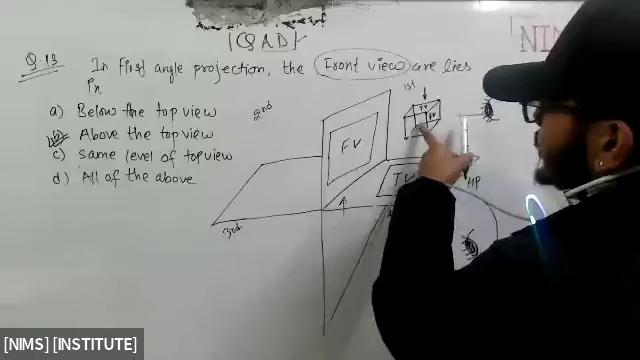 (QAD)
NIM
Q.13 In first angle projection, the Front view are lies
in
a) Below the top view
b) Above the top view
c) same level of top view
d) All of the above
2nd
1st
TV
FV
FV
TV
HP
3rd
[NIMS] [INSTITUTE]